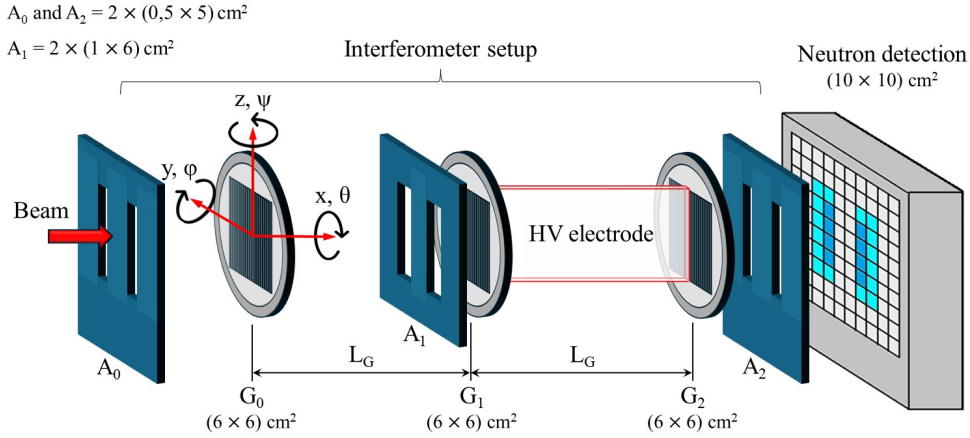 A₀ and A₂ = 2 × (0,5 × 5) cm²
A₁ = 2 × (1 × 6) cm²
Interferometer setup
Neutron detection
(10 × 10) cm²
z, ψ
y, φ
x, θ
Beam
HV electrode
A₀
A₁
A₂
L_G
L_G
G₀
G₁
G₂
(6 × 6) cm²
(6 × 6) cm²
(6 × 6) cm²